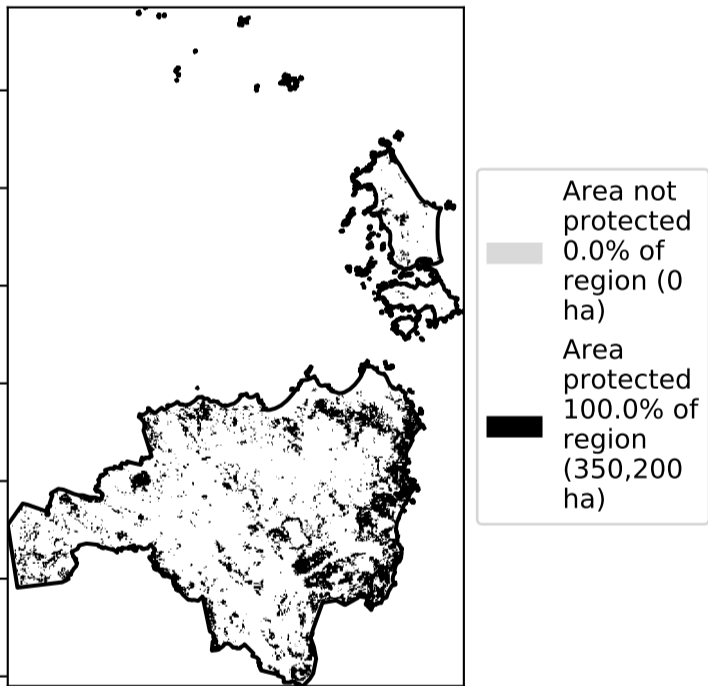 Area not
protected
0.0% of
region (0
ha)
Area
protected
100.0% of
region
(350,200
ha)